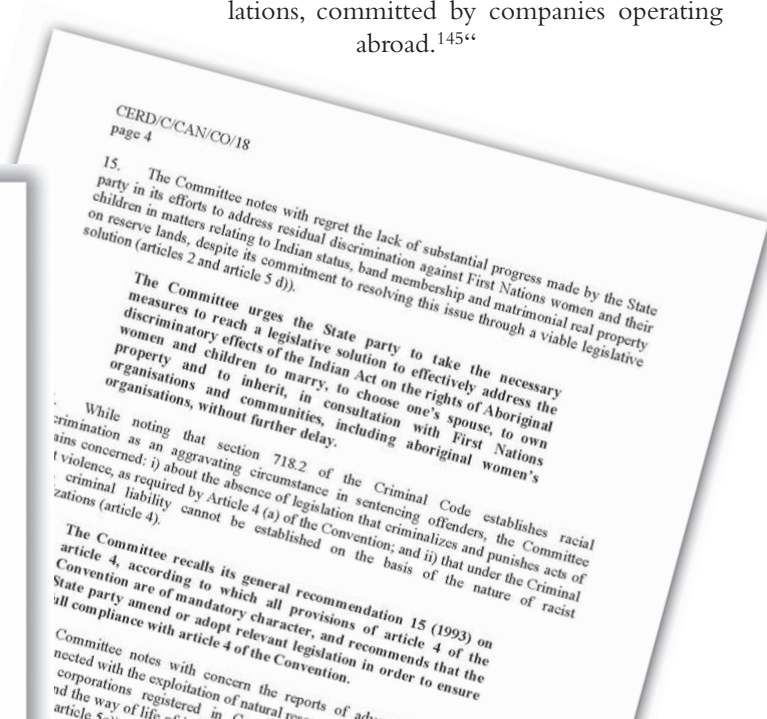 lations, committed by companies operating
abroad.145“
CERD/C/CAN/CO/18
page 4
15. The Committee notes with regret the lack of substantial progress made by the State
party in its efforts to address residual discrimination against First Nations women and their
children in matters relating to Indian status, band membership and matrimonial real property
on reserve lands, despite its commitment to resolving this issue through a viable legislative
solution (articles 2 and article 5 d)).
The Committee urges the State party to take the necessary
measures to reach a legislative solution to effectively address the
discriminatory effects of the Indian Act on the rights of Aboriginal
women and children to marry, to choose one's spouse, to own
property and to inherit, in consultation with First Nations
organisations and communities, including aboriginal women's
organisations, without further delay.
While noting that section 718.2 of the Criminal Code establishes racial
crimination as an aggravating circumstance in sentencing offenders, the Committee
ains concerned: i) about the absence of legislation that criminalizes and punishes acts of
t violence, as required by Article 4 (a) of the Convention; and ii) that under the Criminal
criminal liability cannot be established on the basis of the nature of racist
zations (article 4).
The Committee recalls its general recommendation 15 (1993) on
article 4, according to which all provisions of article 4 of the
Convention are of mandatory character, and recommends that the
State party amend or adopt relevant legislation in order to ensure
ull compliance with article 4 of the Convention.
Committee notes with concern the reports of
nected with the exploitation of natural
corporations registered in
nd the way of life of
article